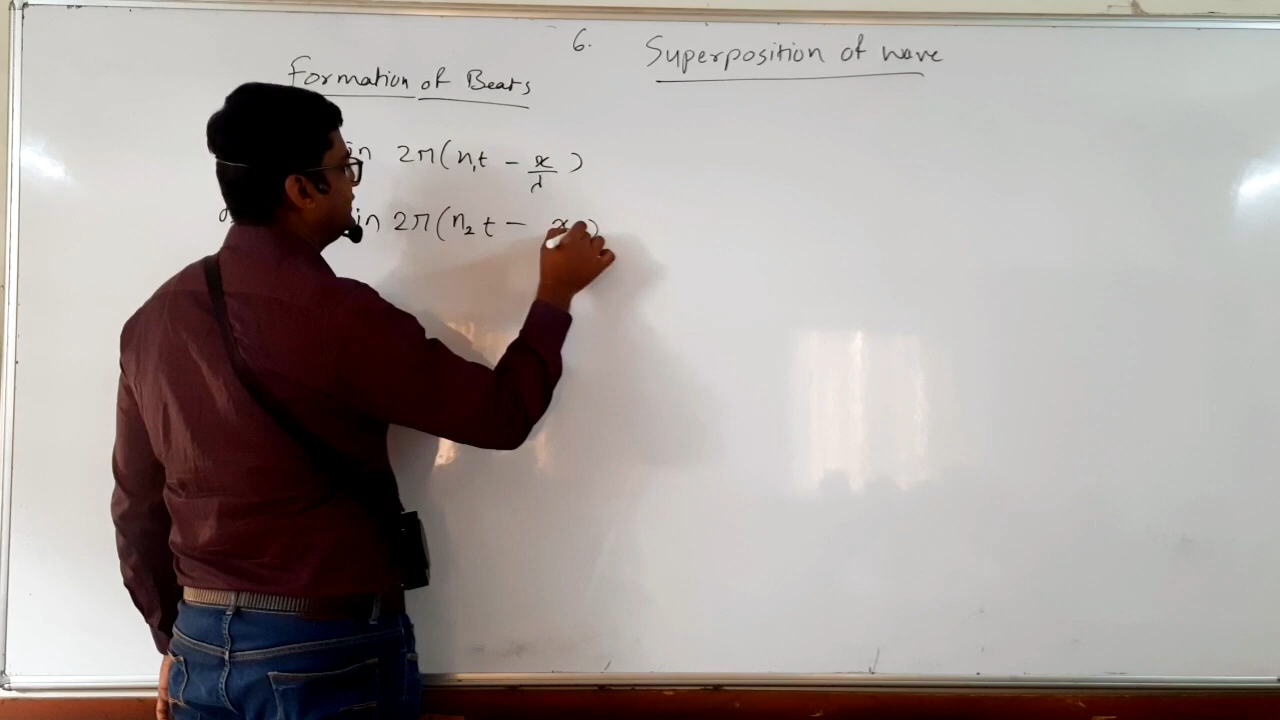 6. Superposition of wave
Formation of Beats
in 2π(n₁t - x/λ)
in 2π(n₂t - x)